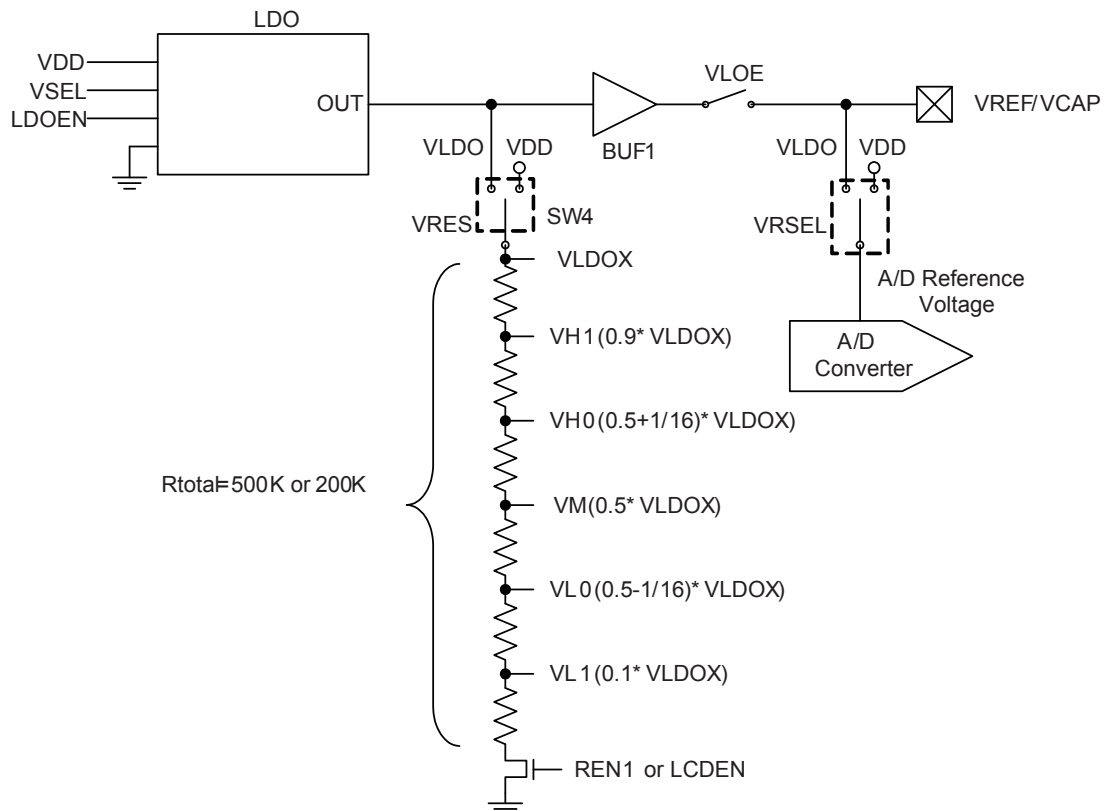 LDO
VDD
VSEL
LDOEN
OUT
BUF1
VLOE
VREF/VCAP
VLDO
VDD
VRES
SW4
VLDO
VDD
VRSEL
A/D Reference
Voltage
A/D
Converter
VLDOX
VH1(0.9* VLDOX)
VH0(0.5+1/16)* VLDOX)
Rtotal=500K or 200K
VM(0.5* VLDOX)
VL0(0.5-1/16)* VLDOX)
VL1(0.1* VLDOX)
REN1 or LCDEN